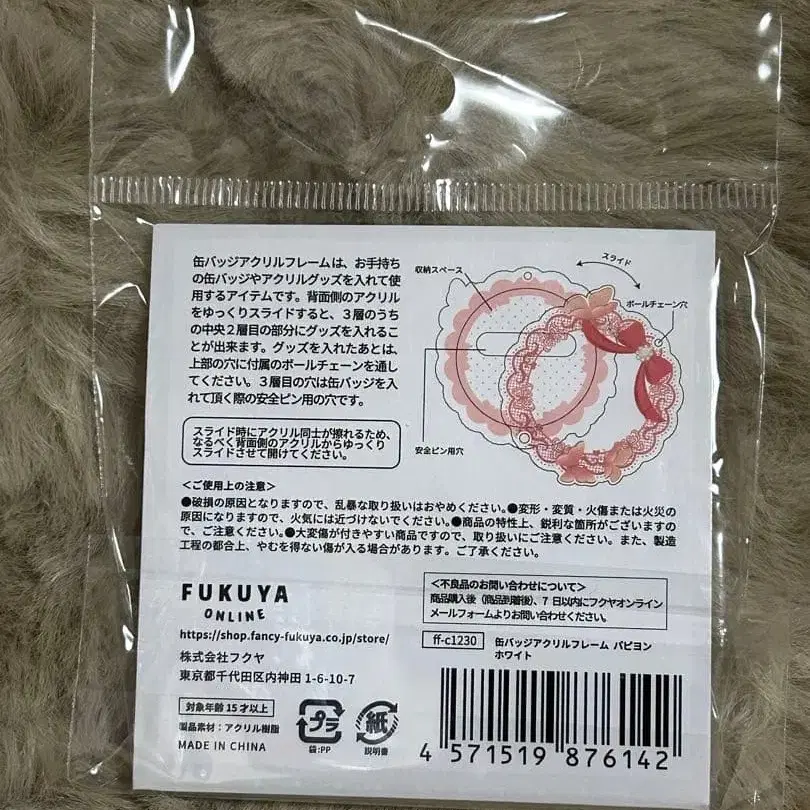 缶バッジアクリルフレームは、お手持ち
の缶バッジやアクリルグッズを入れて使
用するアイテムです。背面側のアクリル
をゆっくりスライドすると、3層のうち
の中央2層目の部分にグッズを入れるこ
とが出来ます。グッズを入れたあとは、
上部の穴に付属のボールチェーンを通し
てください。3層目の穴は缶バッジを入
れて頂く際の安全ピン用の穴です。
収納スペース
スライド
ボールチェーン穴
安全ピン用穴
スライド時にアクリル同士が擦れるため、
なるべく背面側のアクリルからゆっくり
スライドさせて開けてください。
<ご使用上の注意>
●破損の原因となりますので、乱暴な取り扱いはおやめください。●変形・変質・火傷または火災の
原因になりますので、火気には近づけないでください。●商品の特性上、鋭利な箇所がございますの
で、ご注意ください。●大変傷が付きやすい商品ですので、取り扱いにご注意ください。また、製造
工程の都合上、やむを得ない傷が入る場合があります。ご了承ください。
FUKUYA
ONLINE
https://shop.fancy-fukuya.co.jp/store/
株式会社フクヤ
東京都千代田区内神田 1-6-10-7
対象年齢 15 才以上
製品素材：アクリル樹脂
MADE IN CHINA
プラ
袋:PP
紙
説明書
<不良品のお問い合わせについて>
商品購入後（商品到着後）、7 日以内にフクヤオンライン
メールフォームよりお問い合わせください。
ff-c1230
缶バッジアクリルフレーム パピヨン
ホワイト
4 571519 876142